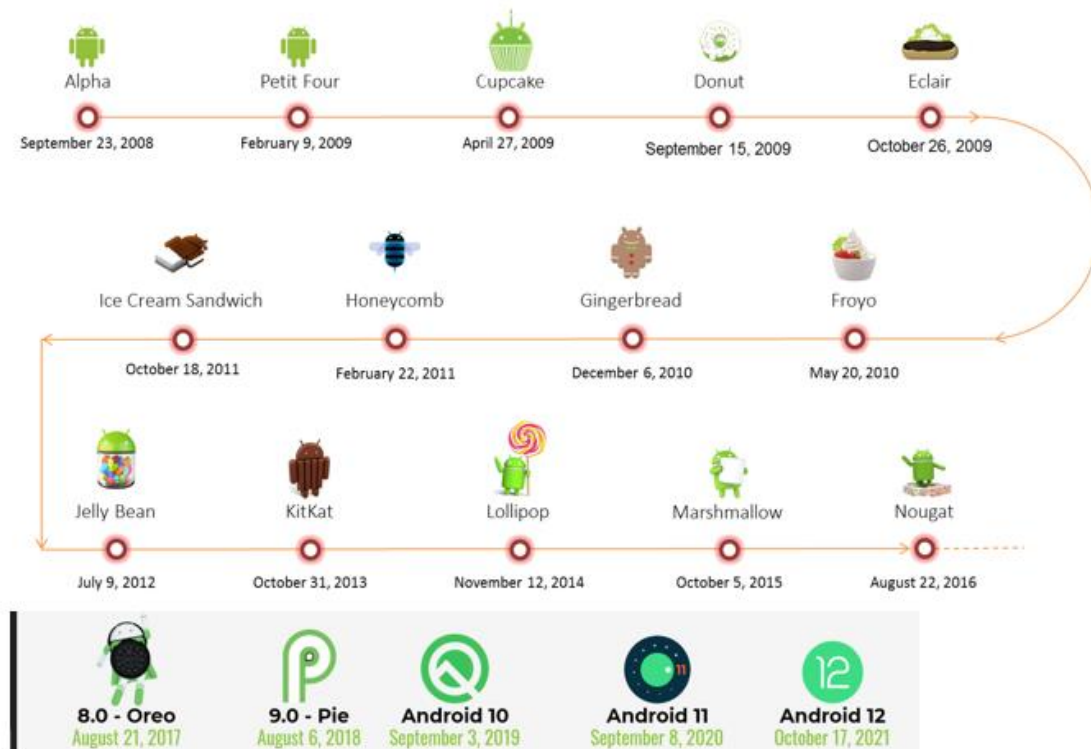 Alpha
Petit Four
Cupcake
Donut
Eclair
September 23, 2008
February 9, 2009
April 27, 2009
September 15, 2009
October 26, 2009
Ice Cream Sandwich
Honeycomb
Gingerbread
Froyo
October 18, 2011
February 22, 2011
December 6, 2010
May 20, 2010
Jelly Bean
KitKat
Lollipop
Marshmallow
Nougat
July 9, 2012
October 31, 2013
November 12, 2014
October 5, 2015
August 22, 2016
11
12
8.0 - Oreo
9.0 - Pie
Android 10
Android 11
Android 12
August 21, 2017
August 6, 2018
September 3, 2019
September 8, 2020
October 17, 2021